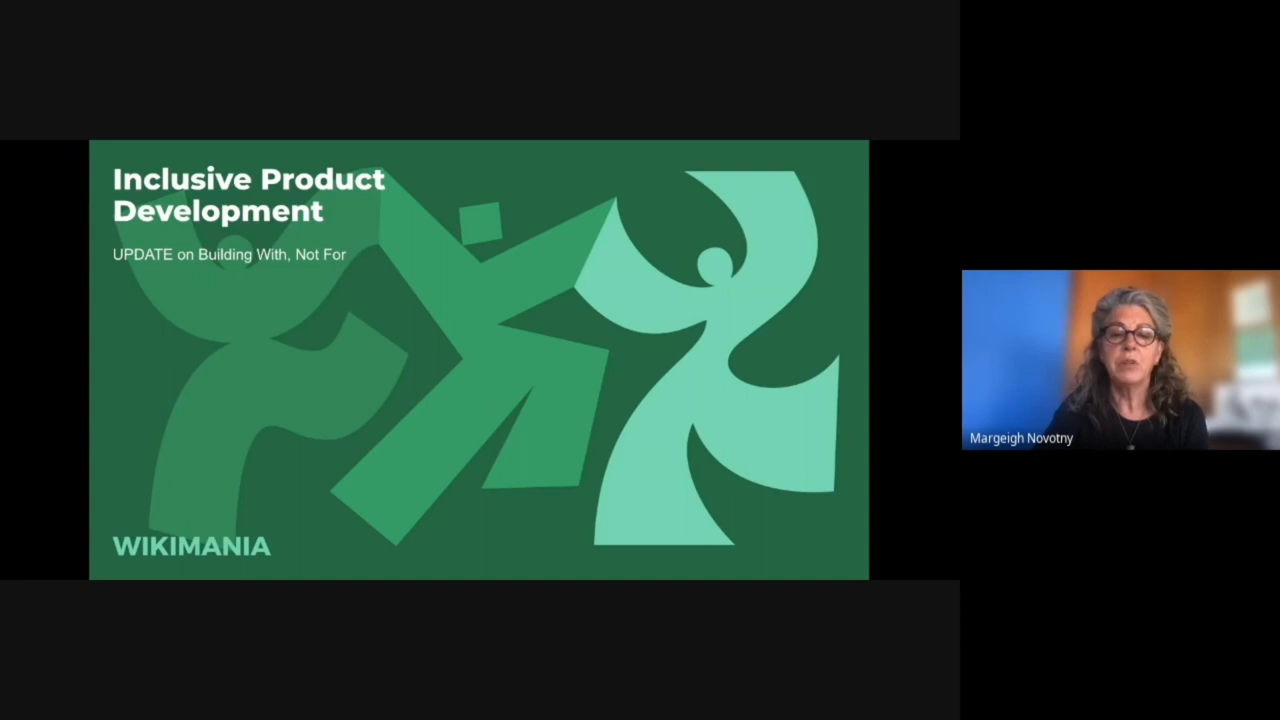 Inclusive Product
Development
UPDATE on Building With, Not For
WIKIMANIA
Margeigh Novotny